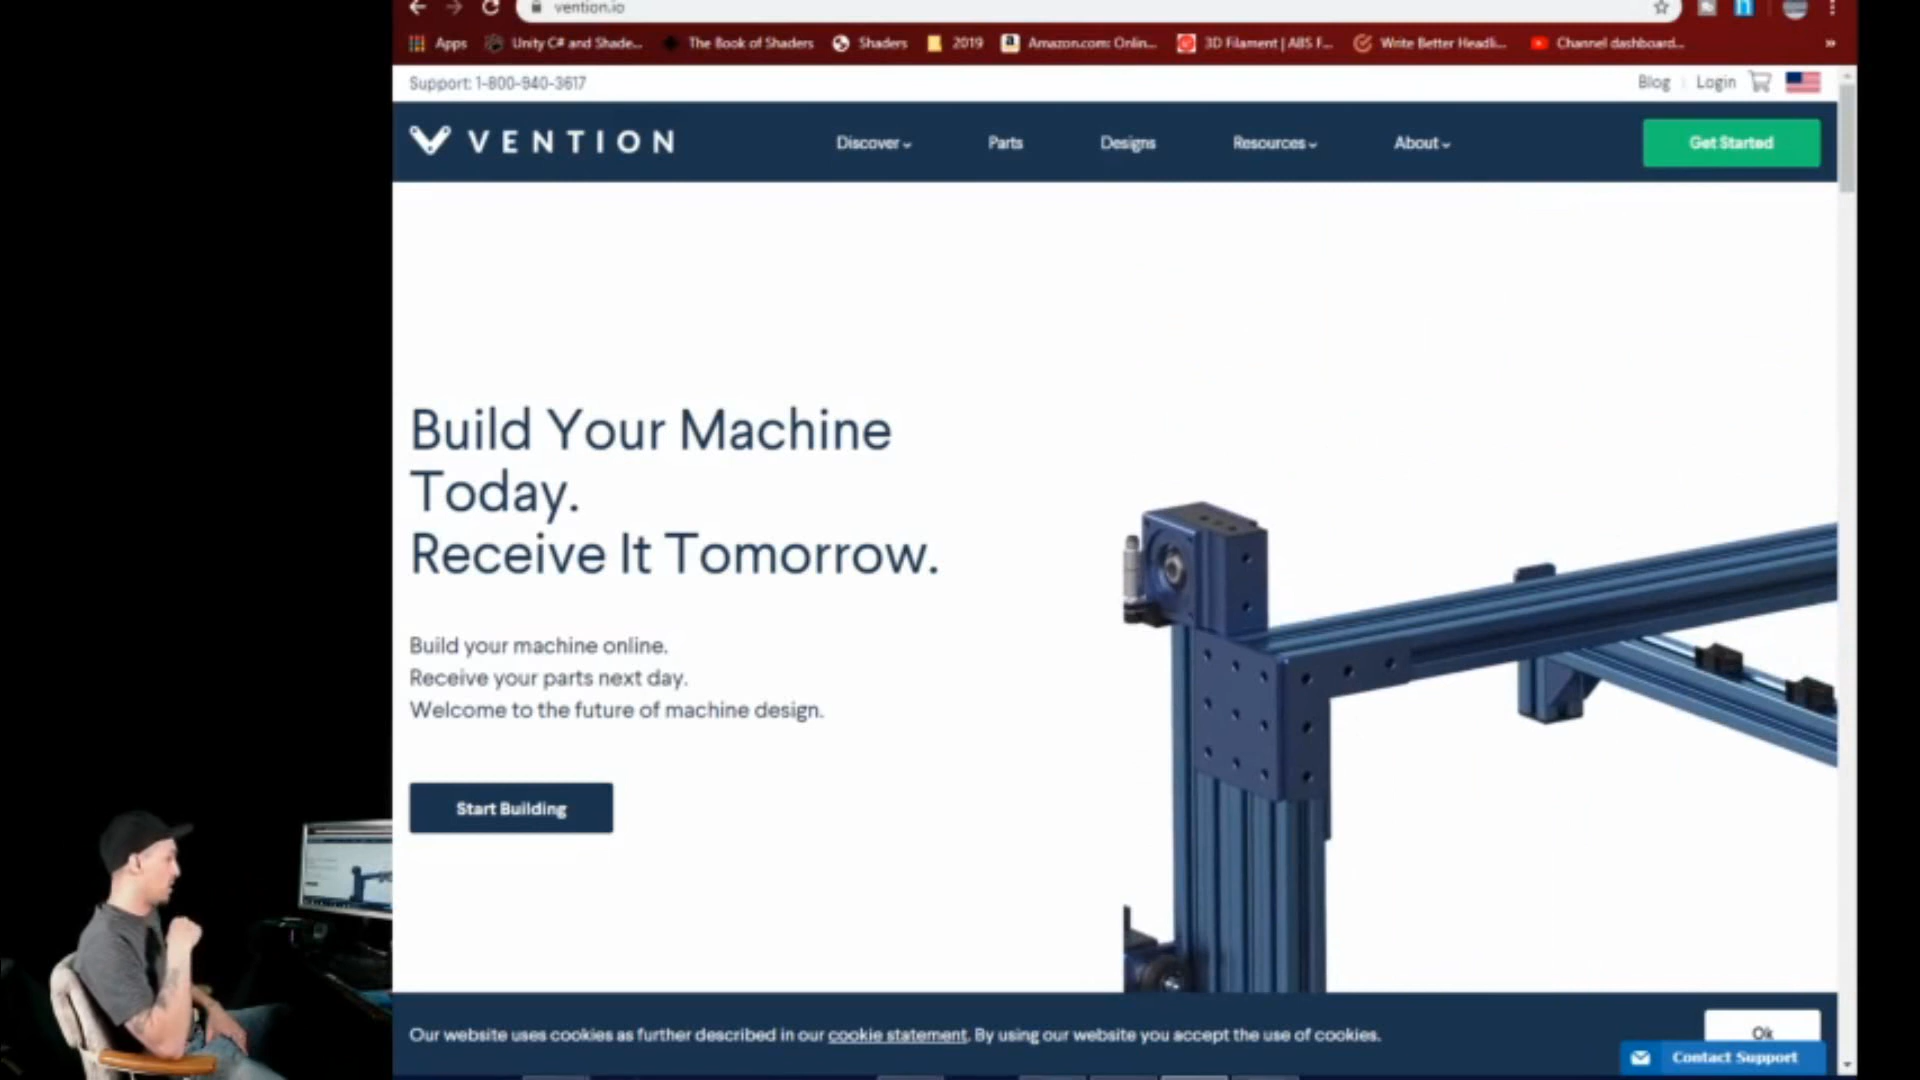 vention.io
Apps Unity C# and Shade... The Book of Shaders Shaders 2019 Amazon.com: Onlin... 3D Filament | ABS F... Write Better Headli... Channel dashboard... »
Support: 1-800-940-3617
Blog | Login
VENTION Discover Parts Designs Resources About Get Started
Build Your Machine
Today.
Receive It Tomorrow.
Build your machine online.
Receive your parts next day.
Welcome to the future of machine design.
Start Building
Our website uses cookies as further described in our cookie statement. By using our website you accept the use of cookies.
Ok
Contact Support